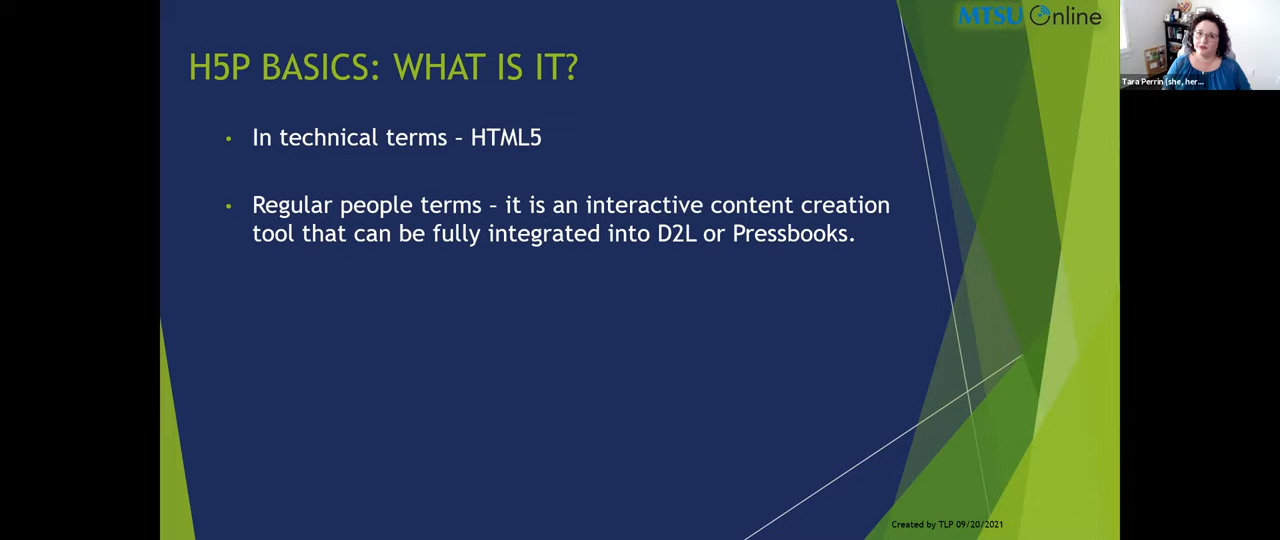 MTSU Online
H5P BASICS: WHAT IS IT?
• In technical terms – HTML5
• Regular people terms – it is an interactive content creation
tool that can be fully integrated into D2L or Pressbooks.
Created by TLP 09/20/2021
Tara Perrin (she, her...